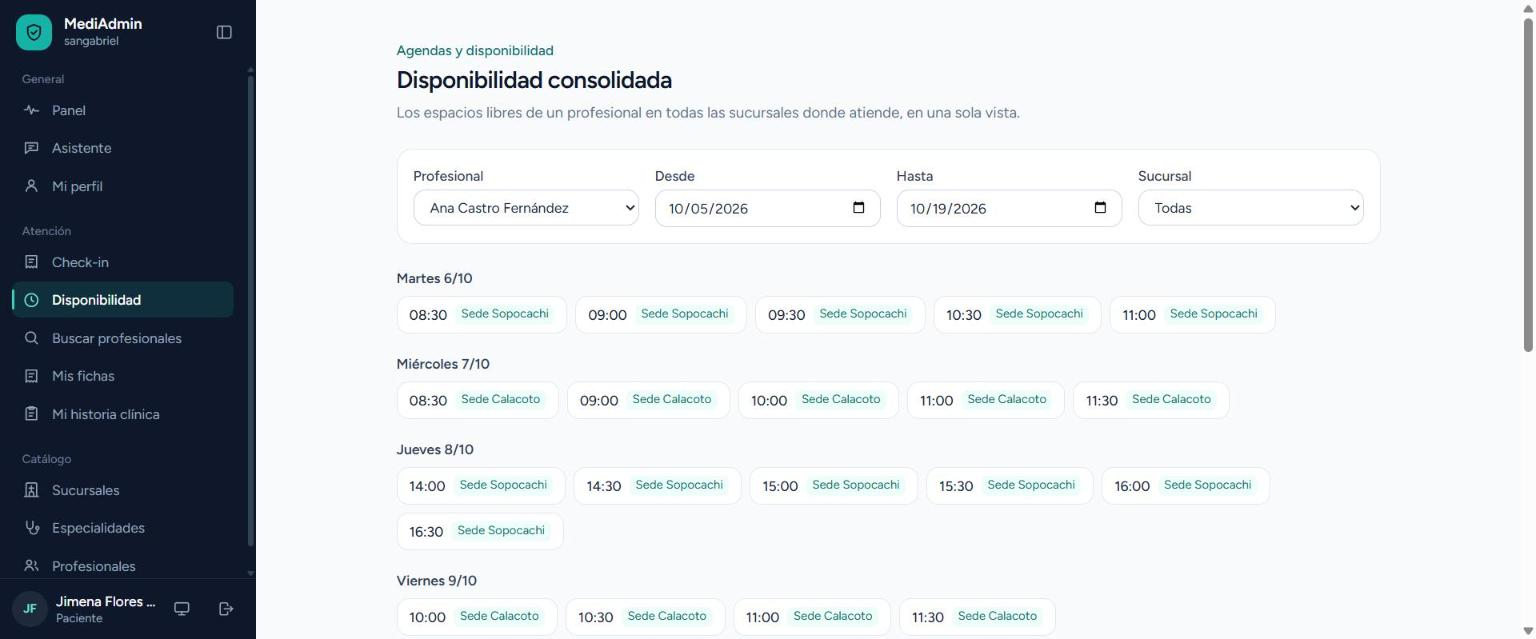 MediAdmin
sangabriel
General
Panel
Asistente
Mi perfil
Atención
Check-in
Disponibilidad
Buscar profesionales
Mis fichas
Mi historia clínica
Catálogo
Sucursales
Especialidades
Profesionales
JF
Jimena Flores ...
Paciente
Agendas y disponibilidad
Disponibilidad consolidada
Los espacios libres de un profesional en todas las sucursales donde atiende, en una sola vista.
Profesional Desde Hasta Sucursal
Ana Castro Fernández 10/05/2026 10/19/2026 Todas
Martes 6/10
08:30 Sede Sopocachi 09:00 Sede Sopocachi 09:30 Sede Sopocachi 10:30 Sede Sopocachi 11:00 Sede Sopocachi
Miércoles 7/10
08:30 Sede Calacoto 09:00 Sede Calacoto 10:00 Sede Calacoto 11:00 Sede Calacoto 11:30 Sede Calacoto
Jueves 8/10
14:00 Sede Sopocachi 14:30 Sede Sopocachi 15:00 Sede Sopocachi 15:30 Sede Sopocachi 16:00 Sede Sopocachi
16:30 Sede Sopocachi
Viernes 9/10
10:00 Sede Calacoto 10:30 Sede Calacoto 11:00 Sede Calacoto 11:30 Sede Calacoto